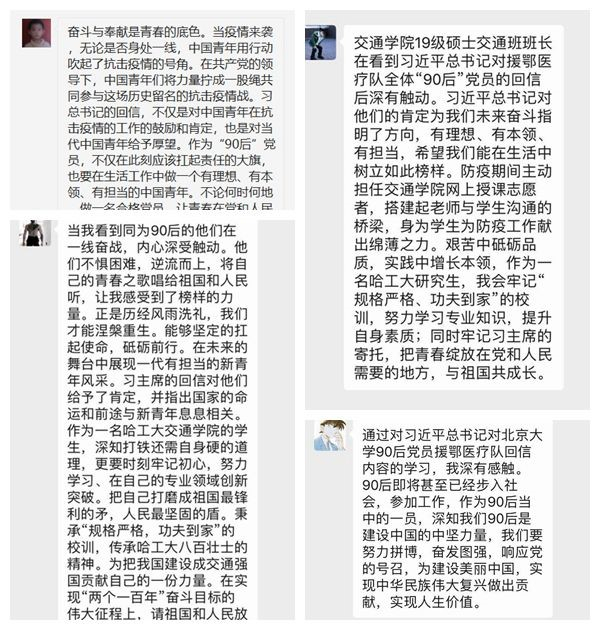 奋斗与奉献是青春的底色。当疫情来袭
，无论是否身处一线，中国青年用行动
吹起了抗击疫情的号角。在共产党的领
导下，中国青年们将力量拧成一股绳共
同参与这场历史留名的抗击疫情战。习
总书记的回信，不仅是对中国青年在抗
击疫情的工作的鼓励和肯定，也是对当
代中国青年给予厚望。作为“90后”党
员，不仅在此刻应该扛起责任的大旗，
也要在生活工作中做一个有理想、有本
领、有担当的中国青年。不论何时何地
，做一名合格党员，让青春在党和人民
当我看到同为90后的他们在
一线奋战，内心深受触动。他
们不惧困难，逆流而上，将自
己的青春之歌唱给祖国和人民
听，让我感受到了榜样的力
量。正是历经风雨洗礼，我们
才能涅槃重生。能够坚定的扛
起使命，砥砺前行。在未来的
舞台中展现一代有担当的新青
年风采。习主席的回信对他们
给予了肯定，并指出国家的命
运和前途与新青年息息相关。
作为一名哈工大交通学院的学
生，深知打铁还需自身硬的道
理，更要时刻牢记初心，努力
学习、在自己的专业领域创新
突破。把自己打磨成祖国最锋
利的矛，人民最坚固的盾。秉
承“规格严格，功夫到家”的
校训，传承哈工大八百壮士的
精神。为把我国建设成交通强
国贡献自己的一份力量。在实
现“两个一百年”奋斗目标的
伟大征程上，请祖国和人民放
交通学院19级硕士交通班班长
在看到习近平总书记对援鄂医
疗队全体“90后”党员的回信
后深有触动。习近平总书记对
他们的肯定为我们未来奋斗指
明了方向，有理想、有本领、
有担当，希望我们能在生活中
树立如此榜样。防疫期间主动
担任交通学院网上授课志愿
者，搭建起老师与学生沟通的
桥梁，身为学生为防疫工作献
出绵薄之力。艰苦中砥砺品
质，实践中增长本领，作为一
名哈工大研究生，我会牢记“
规格严格、功夫到家”的校
训，努力学习专业知识，提升
自身素质；同时牢记习主席的
寄托，把青春绽放在党和人民
需要的地方，与祖国共成长。
通过对习近平总书记对北京大
学90后党员援鄂医疗队回信
内容的学习，我深有感触。
90后即将甚至已经步入社
会，参加工作，作为90后当
中的一员，深知我们90后是
建设中国的中坚力量，我们要
努力拼搏，奋发图强，响应党
的号召，为建设美丽中国，实
现中华民族伟大复兴做出贡
献，实现人生价值。